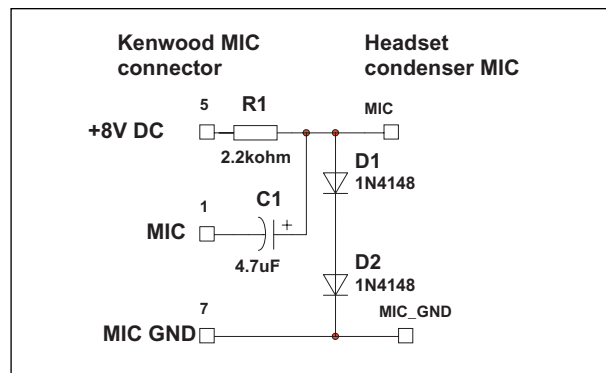 Kenwood MIC
connector
Headset
condenser MIC
5
R1
MIC
+8V DC
2.2kohm
D1
1N4148
1
C1
MIC
+
4.7uF
D2
1N4148
7
MIC_GND
MIC GND